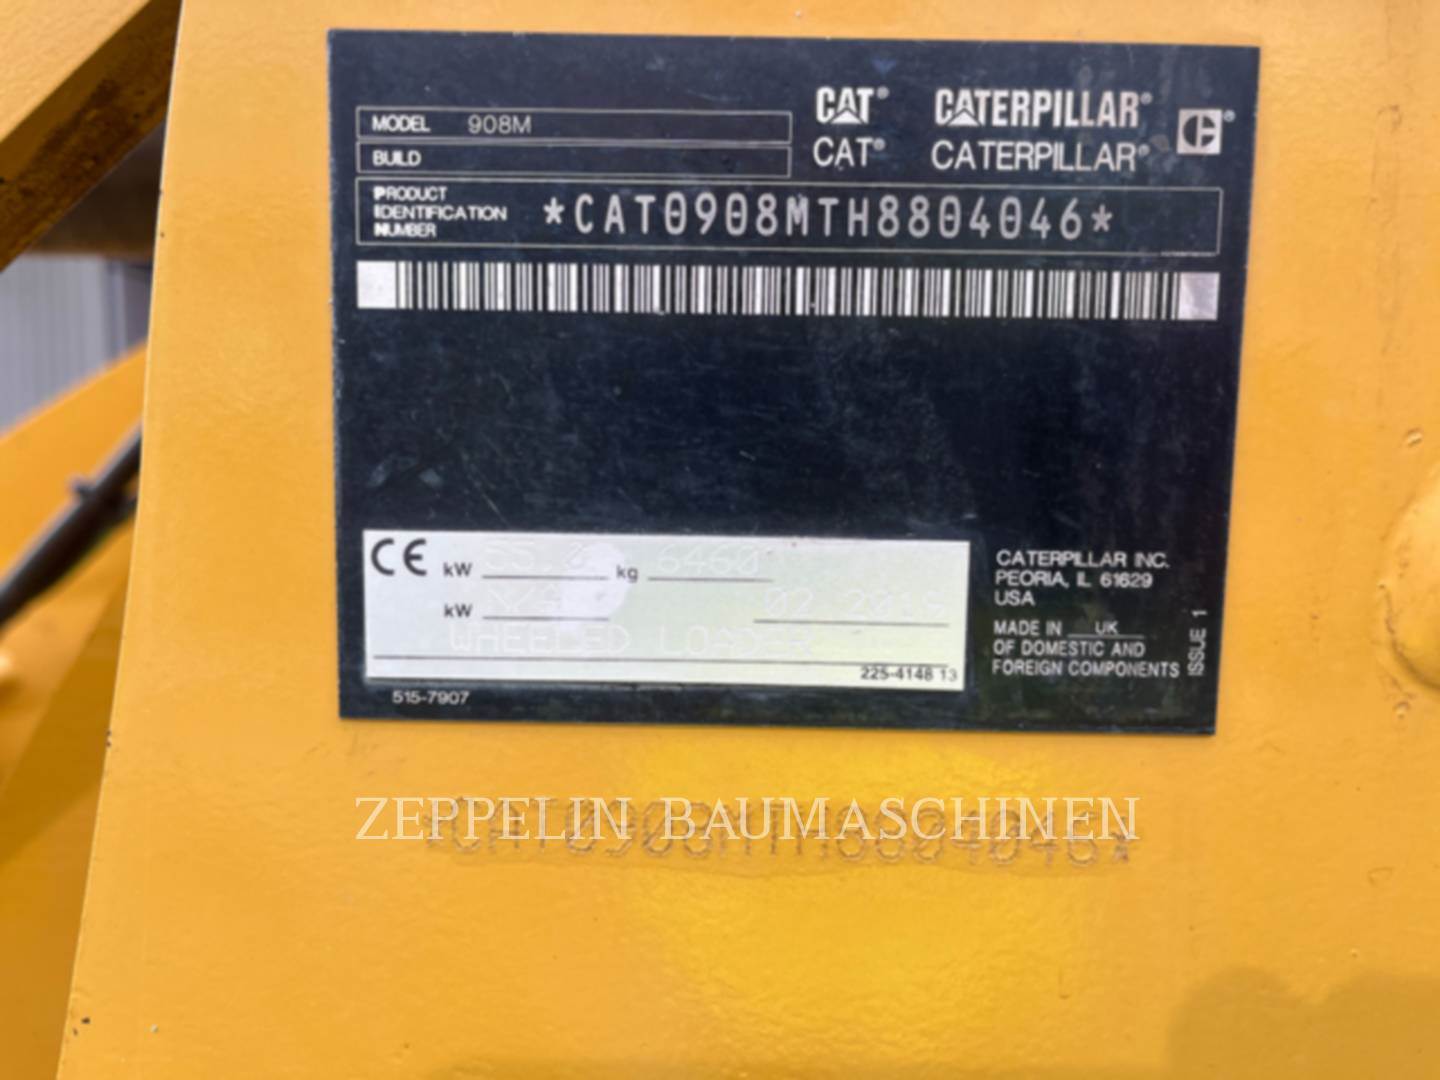 CAT® CATERPILLAR®
MODEL 908M
BUILD
CAT® CATERPILLAR®
PRODUCT IDENTIFICATION NUMBER *CAT0908MTH8804046*
CE kW kg 6460
kW
WHEELED LOADER
225-4148 13
515-7907
CATERPILLAR INC.
PEORIA, IL 61629
USA
MADE IN UK
OF DOMESTIC AND
FOREIGN COMPONENTS
ISSUE 1
ZEPPELIN BAUMASCHINEN
*CAT0908MTH8804046*